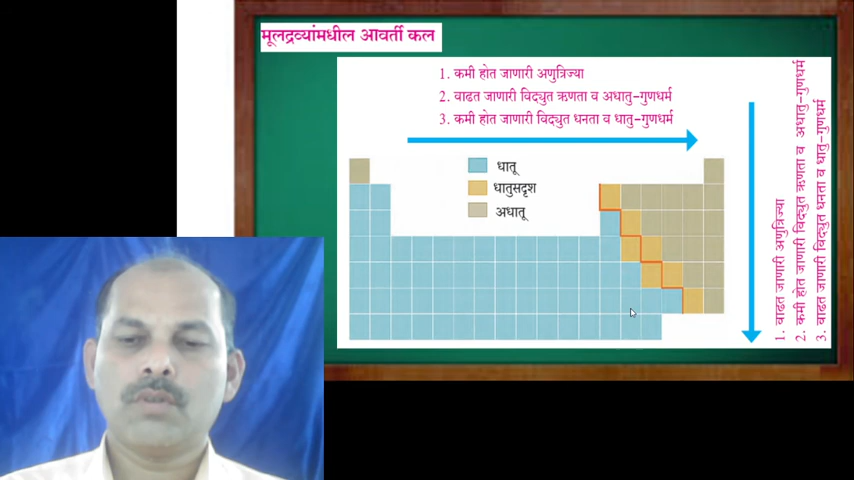 मूलद्रव्यांमधील आवर्ती कल
1. कमी होत जाणारी अणुत्रिज्या
2. वाढत जाणारी विद्युत ऋणता व अधातु-गुणधर्म
3. कमी होत जाणारी विद्युत धनता व धातु-गुणधर्म
धातू
धातुसदृश
अधातू
1. वाढत जाणारी अणुत्रिज्या
2. कमी होत जाणारी विद्युत ऋणता व अधातु-गुणधर्म
3. वाढत जाणारी विद्युत धनता व धातु-गुणधर्म